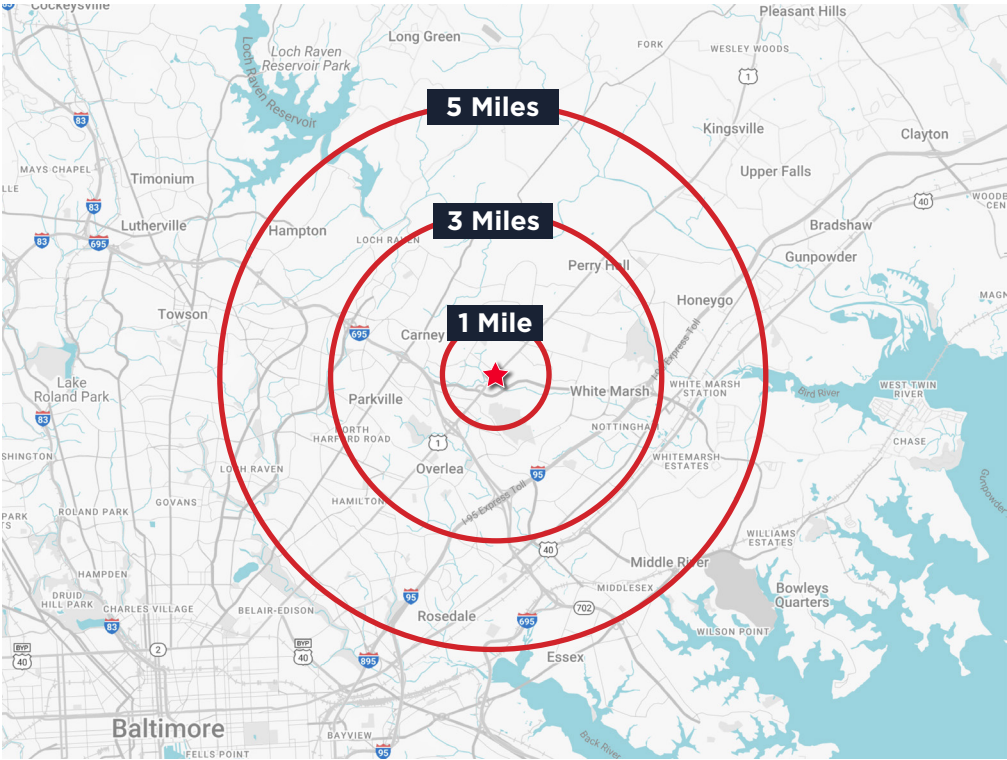 Cockeysville
Pleasant Hills
Long Green
FORK
WESLEY WOODS
Loch Raven
Reservoir Park
Loch Raven Reservoir
1
83
5 Miles
Kingsville
Clayton
MAYS CHAPEL
Timonium
Upper Falls
LLE
83
40
WOODB
CEN
3 Miles
Lutherville
Hampton
Bradshaw
83
695
LOCH RAVEN
Gunpowder
Perry Hall
MAGN
Honeygo
Towson
1 Mile
695
Carney
I-95 Express Toll
Lake
Roland Park
White Marsh
WHITE MARSH
STATION
WEST TWIN
RIVER
Bird River
Parkville
83
NORTH
HARFORD ROAD
NOTTINGHAM
1
CHASE
SHINGTON
LOCH RAVEN
Overlea
95
WHITEMARSH
ESTATES
Gunpowder
GOVANS
HAMILTON
I-95 Express Toll
PARK
TS
ROLAND PARK
WILLIAMS
ESTATES
40
Middle River
HAMPDEN
MIDDLESEX
Bowleys
Quarters
DRUID
HILL PARK
CHARLES VILLAGE
BELAIR-EDISON
95
702
Rosedale
695
83
WILSON POINT
2
BYP
40
BYP
40
895
Essex
Baltimore
BAYVIEW
95
FELLS POINT
Back River